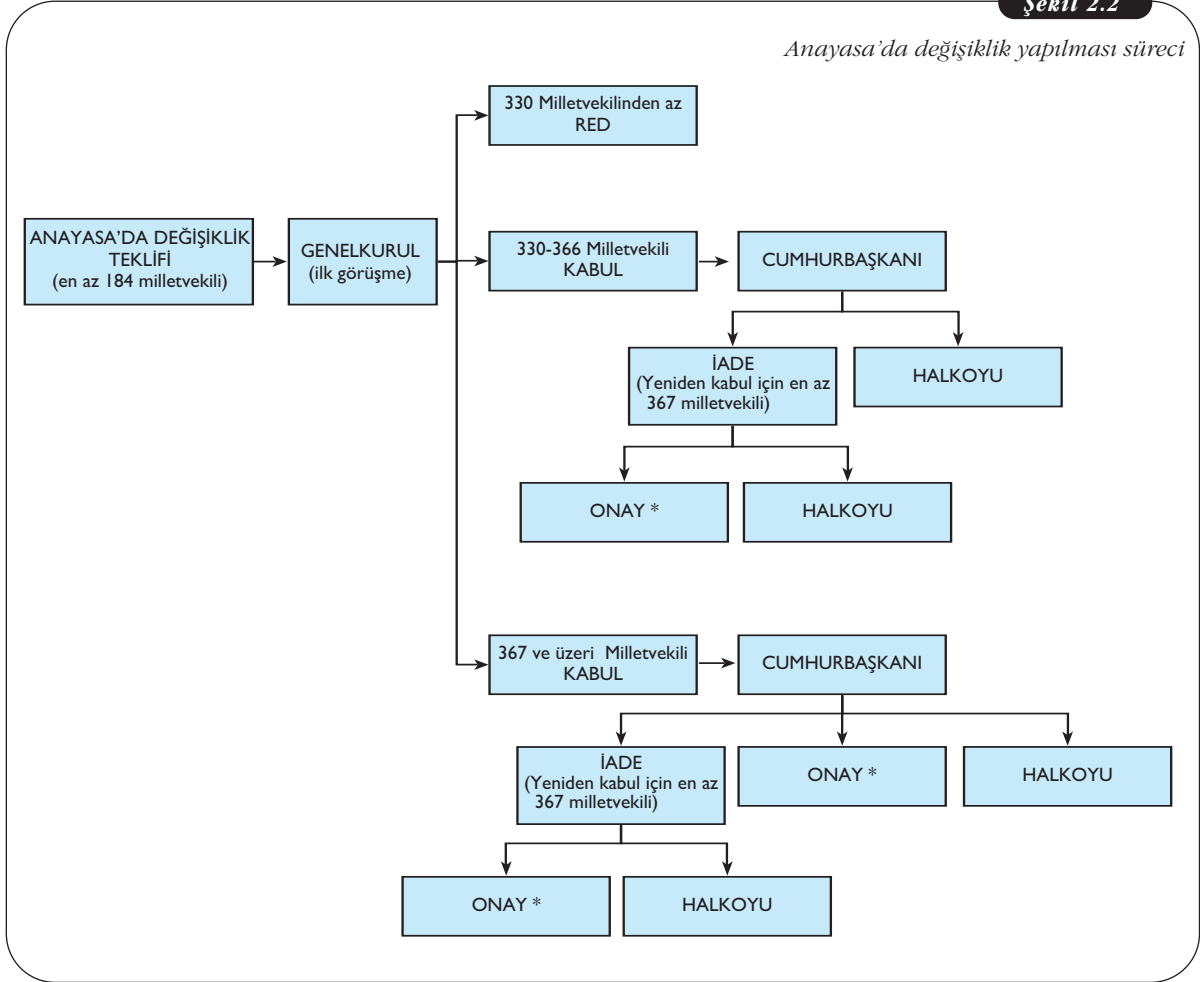 Şekil 2.2
Anayasa’da değişiklik yapılması süreci
330 Milletvekilinden az
RED
ANAYASA’DA DEĞİŞİKLİK
TEKLİFİ
(en az 184 milletvekili)
GENELKURUL
(ilk görüşme)
330-366 Milletvekili
KABUL
CUMHURBAŞKANI
İADE
(Yeniden kabul için en az
367 milletvekili)
HALKOYU
ONAY *
HALKOYU
367 ve üzeri Milletvekili
KABUL
CUMHURBAŞKANI
İADE
(Yeniden kabul için en az
367 milletvekili)
ONAY *
HALKOYU
ONAY *
HALKOYU